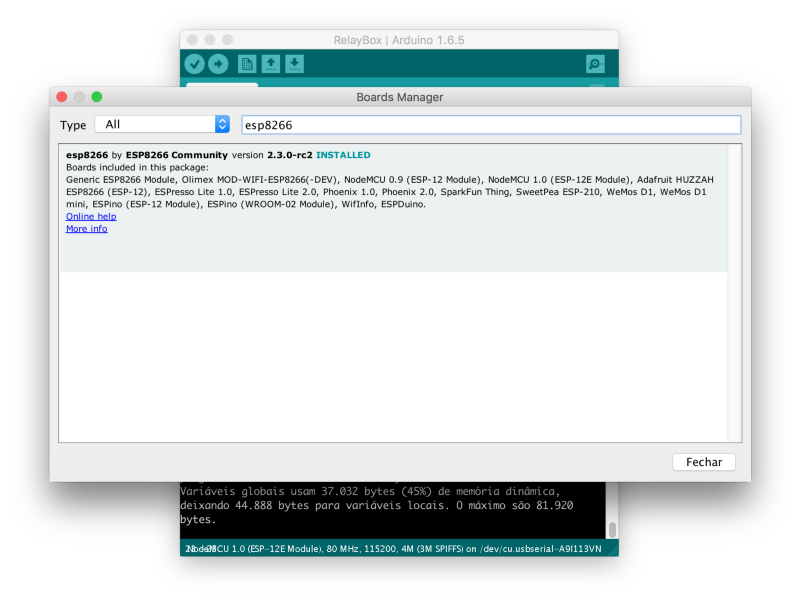 RelayBox | Arduino 1.6.5
Boards Manager
Type All esp8266
esp8266 by ESP8266 Community version 2.3.0-rc2 INSTALLED
Boards included in this package:
Generic ESP8266 Module, Olimex MOD-WIFI-ESP8266(-DEV), NodeMCU 0.9 (ESP-12 Module), NodeMCU 1.0 (ESP-12E Module), Adafruit HUZZAH
ESP8266 (ESP-12), ESPresso Lite 1.0, ESPresso Lite 2.0, Phoenix 1.0, Phoenix 2.0, SparkFun Thing, SweetPea ESP-210, WeMos D1, WeMos D1
mini, ESPino (ESP-12 Module), ESPino (WROOM-02 Module), WifInfo, ESPDuino.
Online help
More info
Fechar
Variáveis globais usam 37.032 bytes (45%) de memória dinâmica,
deixando 44.888 bytes para variáveis locais. O máximo são 81.920
bytes.
1.0 (ESP-12E Module), 80 MHz, 115200, 4M (3M SPIFFS) on /dev/cu.usbserial-A9I113VN